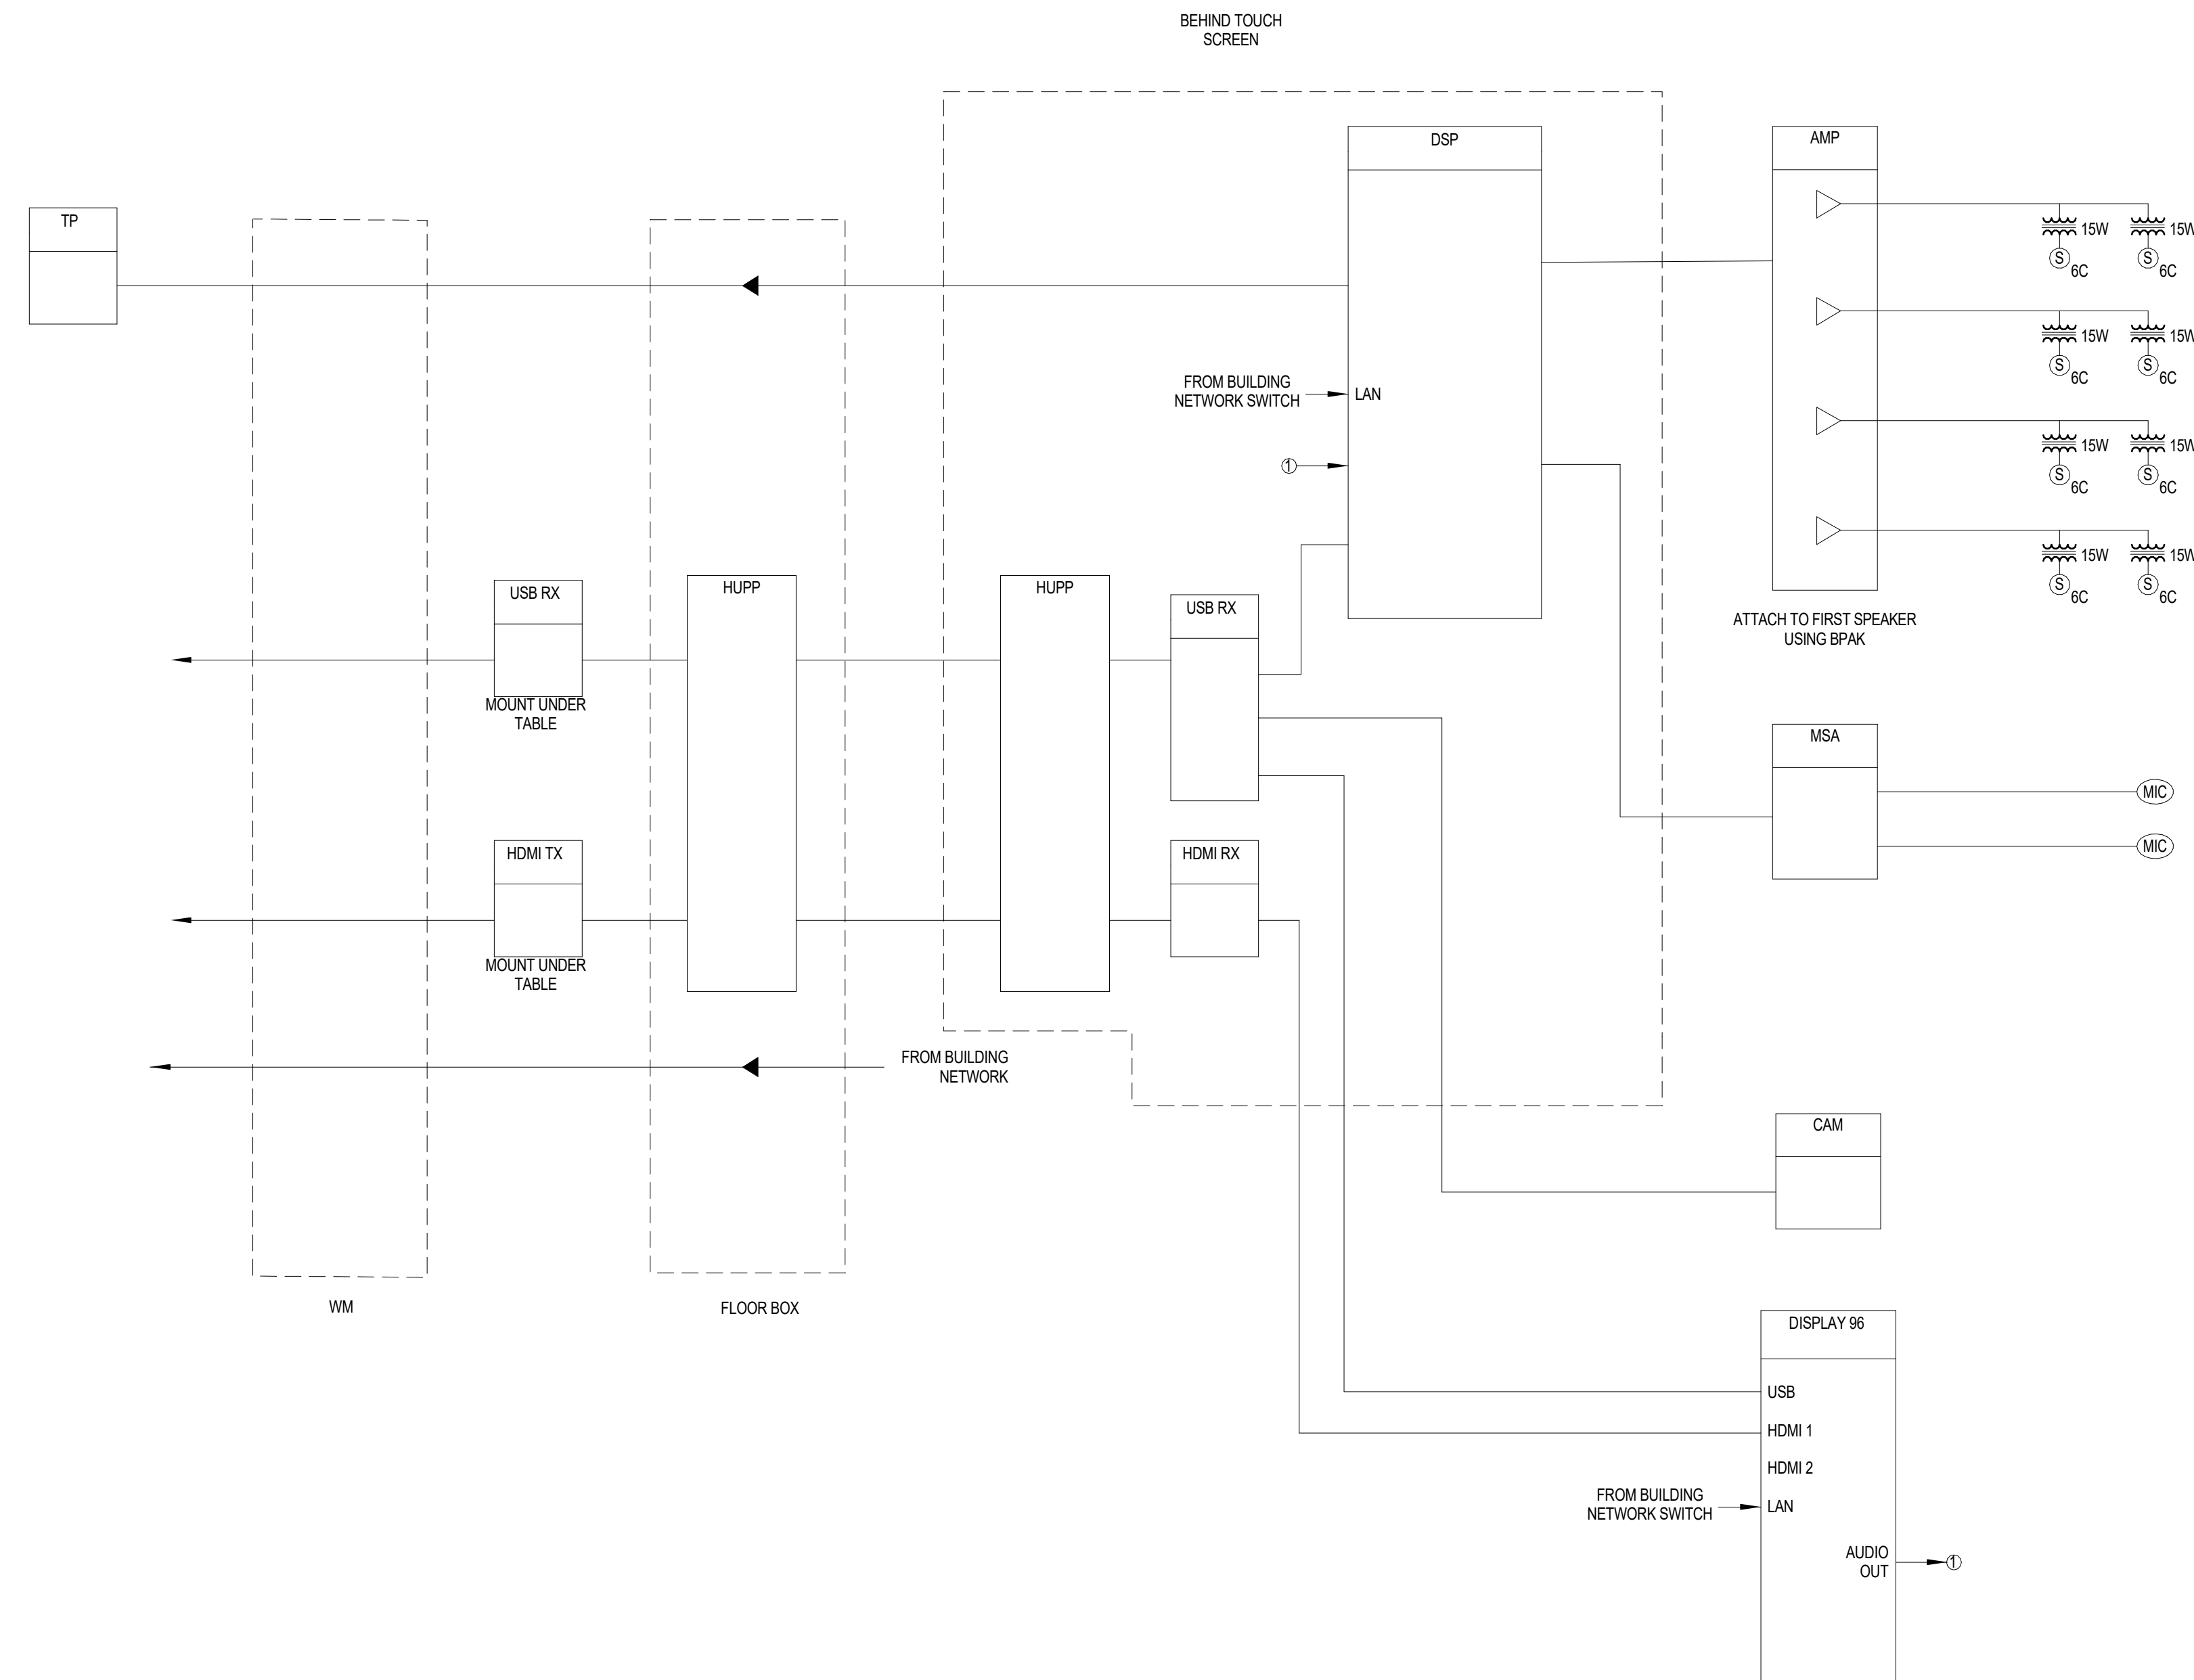 BEHIND TOUCH
SCREEN
DSP
AMP
TP
15W
15W
S
6C
S
6C
15W
15W
S
6C
S
6C
FROM BUILDING
NETWORK SWITCH
LAN
15W
15W
1
S
6C
S
6C
15W
15W
S
6C
S
6C
USB RX
HUPP
HUPP
USB RX
ATTACH TO FIRST SPEAKER
USING BPAK
MOUNT UNDER
TABLE
MSA
MIC
MIC
HDMI TX
HDMI RX
MOUNT UNDER
TABLE
FROM BUILDING
NETWORK
CAM
WM
FLOOR BOX
DISPLAY 96
USB
HDMI 1
HDMI 2
FROM BUILDING
NETWORK SWITCH
LAN
AUDIO
OUT
1